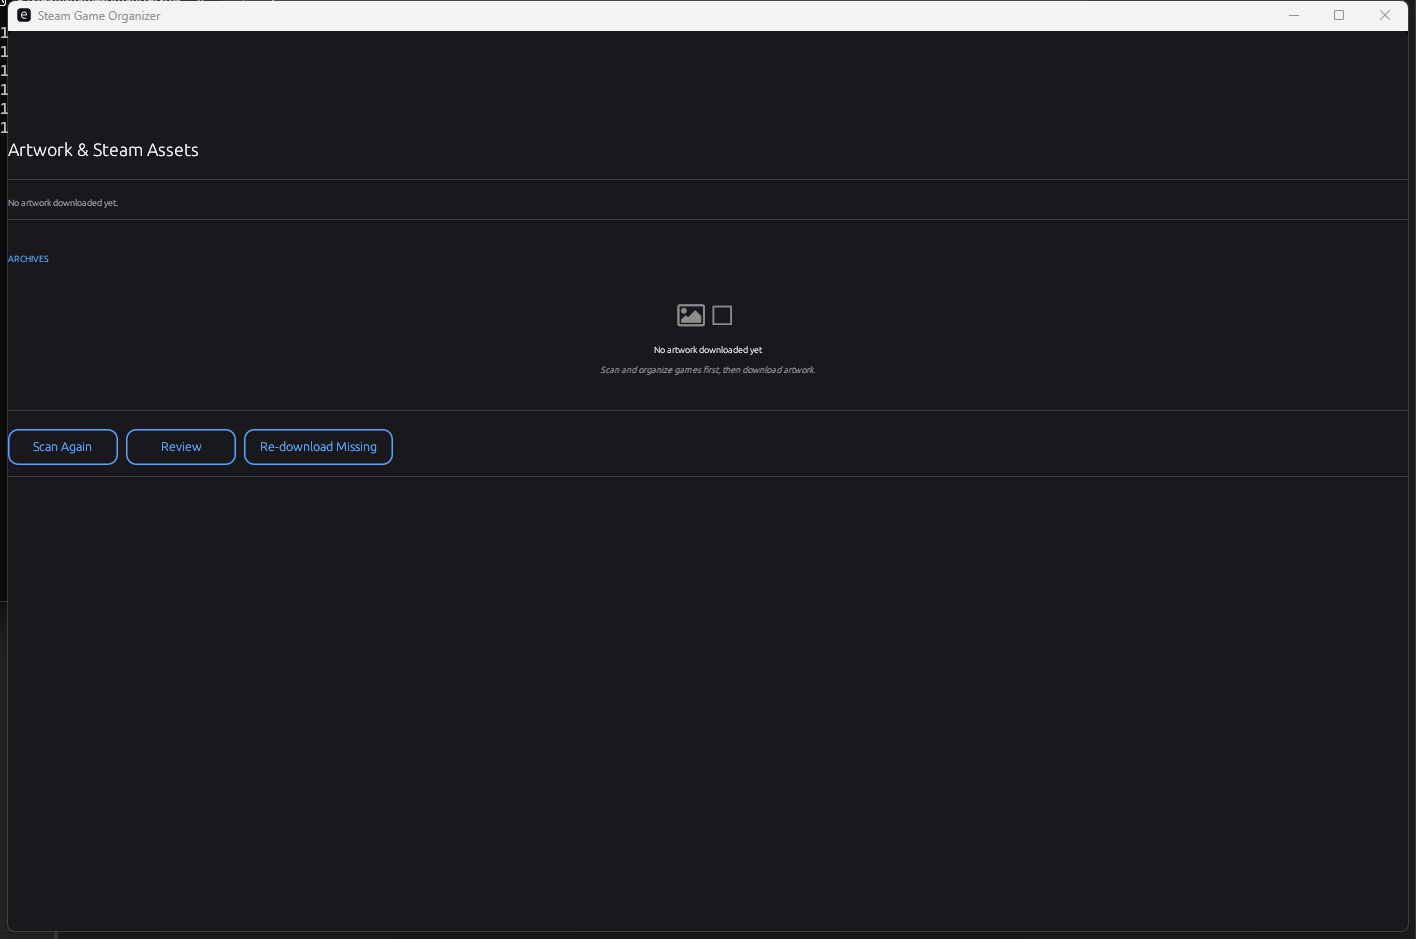 Steam Game Organizer
1
1
1
1
1
1
Artwork & Steam Assets
No artwork downloaded yet.
ARCHIVES
No artwork downloaded yet
Scan and organize games first, then download artwork.
Scan Again
Review
Re-download Missing